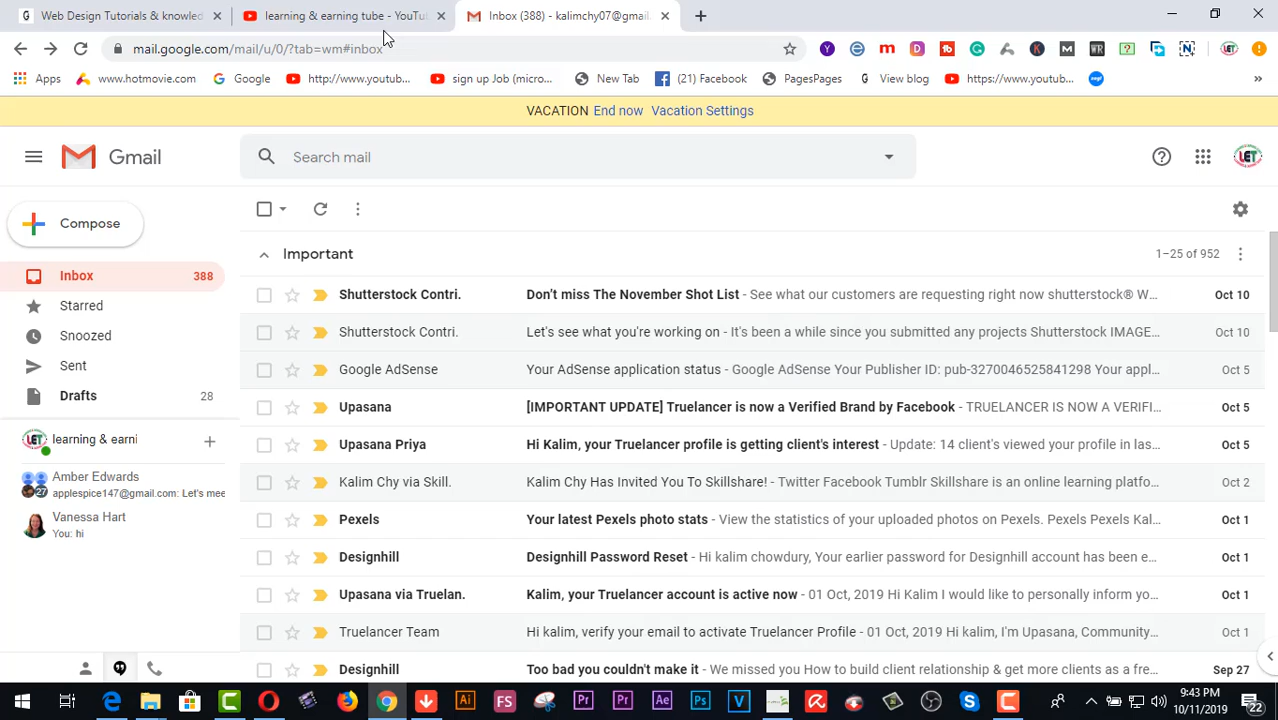 Web Design Tutorials & knowled
learning & earning tube - YouTu
Inbox (388) - kalimchy07@gmail.
mail.google.com/mail/u/0/?tab=wm#inbox
Apps
www.hotmovie.com
Google
http://www.youtub...
sign up Job (micro...
New Tab
(21) Facebook
PagesPages
View blog
https://www.youtub...
VACATION End now Vacation Settings
Gmail
Search mail
LET
Compose
Inbox 388
Starred
Snoozed
Sent
Drafts 28
learning & earni
Amber Edwards
applespice147@gmail.com: Let's mee
27
Vanessa Hart
You: hi
Important 1–25 of 952
Shutterstock Contri. Don't miss The November Shot List - See what our customers are requesting right now shutterstock® W... Oct 10
Shutterstock Contri. Let's see what you're working on - It's been a while since you submitted any projects Shutterstock IMAGE... Oct 10
Google AdSense Your AdSense application status - Google AdSense Your Publisher ID: pub-3270046525841298 Your appl... Oct 5
Upasana [IMPORTANT UPDATE] Truelancer is now a Verified Brand by Facebook - TRUELANCER IS NOW A VERIFI... Oct 5
Upasana Priya Hi Kalim, your Truelancer profile is getting client's interest - Update: 14 client's viewed your profile in las... Oct 5
Kalim Chy via Skill. Kalim Chy Has Invited You To Skillshare! - Twitter Facebook Tumblr Skillshare is an online learning platfo... Oct 2
Pexels Your latest Pexels photo stats - View the statistics of your uploaded photos on Pexels. Pexels Pexels Kal... Oct 1
Designhill Designhill Password Reset - Hi kalim chowdury, Your earlier password for Designhill account has been e... Oct 1
Upasana via Truelan. Kalim, your Truelancer account is active now - 01 Oct, 2019 Hi Kalim I would like to personally inform yo... Oct 1
Truelancer Team Hi kalim, verify your email to activate Truelancer Profile - 01 Oct, 2019 Hi kalim, I'm Upasana, Community... Oct 1
Designhill Too bad you couldn't make it - We missed you How to build client relationship & get more clients as a fre... Sep 27
Ai
FS
Pr
Pr
Ae
Ps
V
9:43 PM
10/11/2019
22